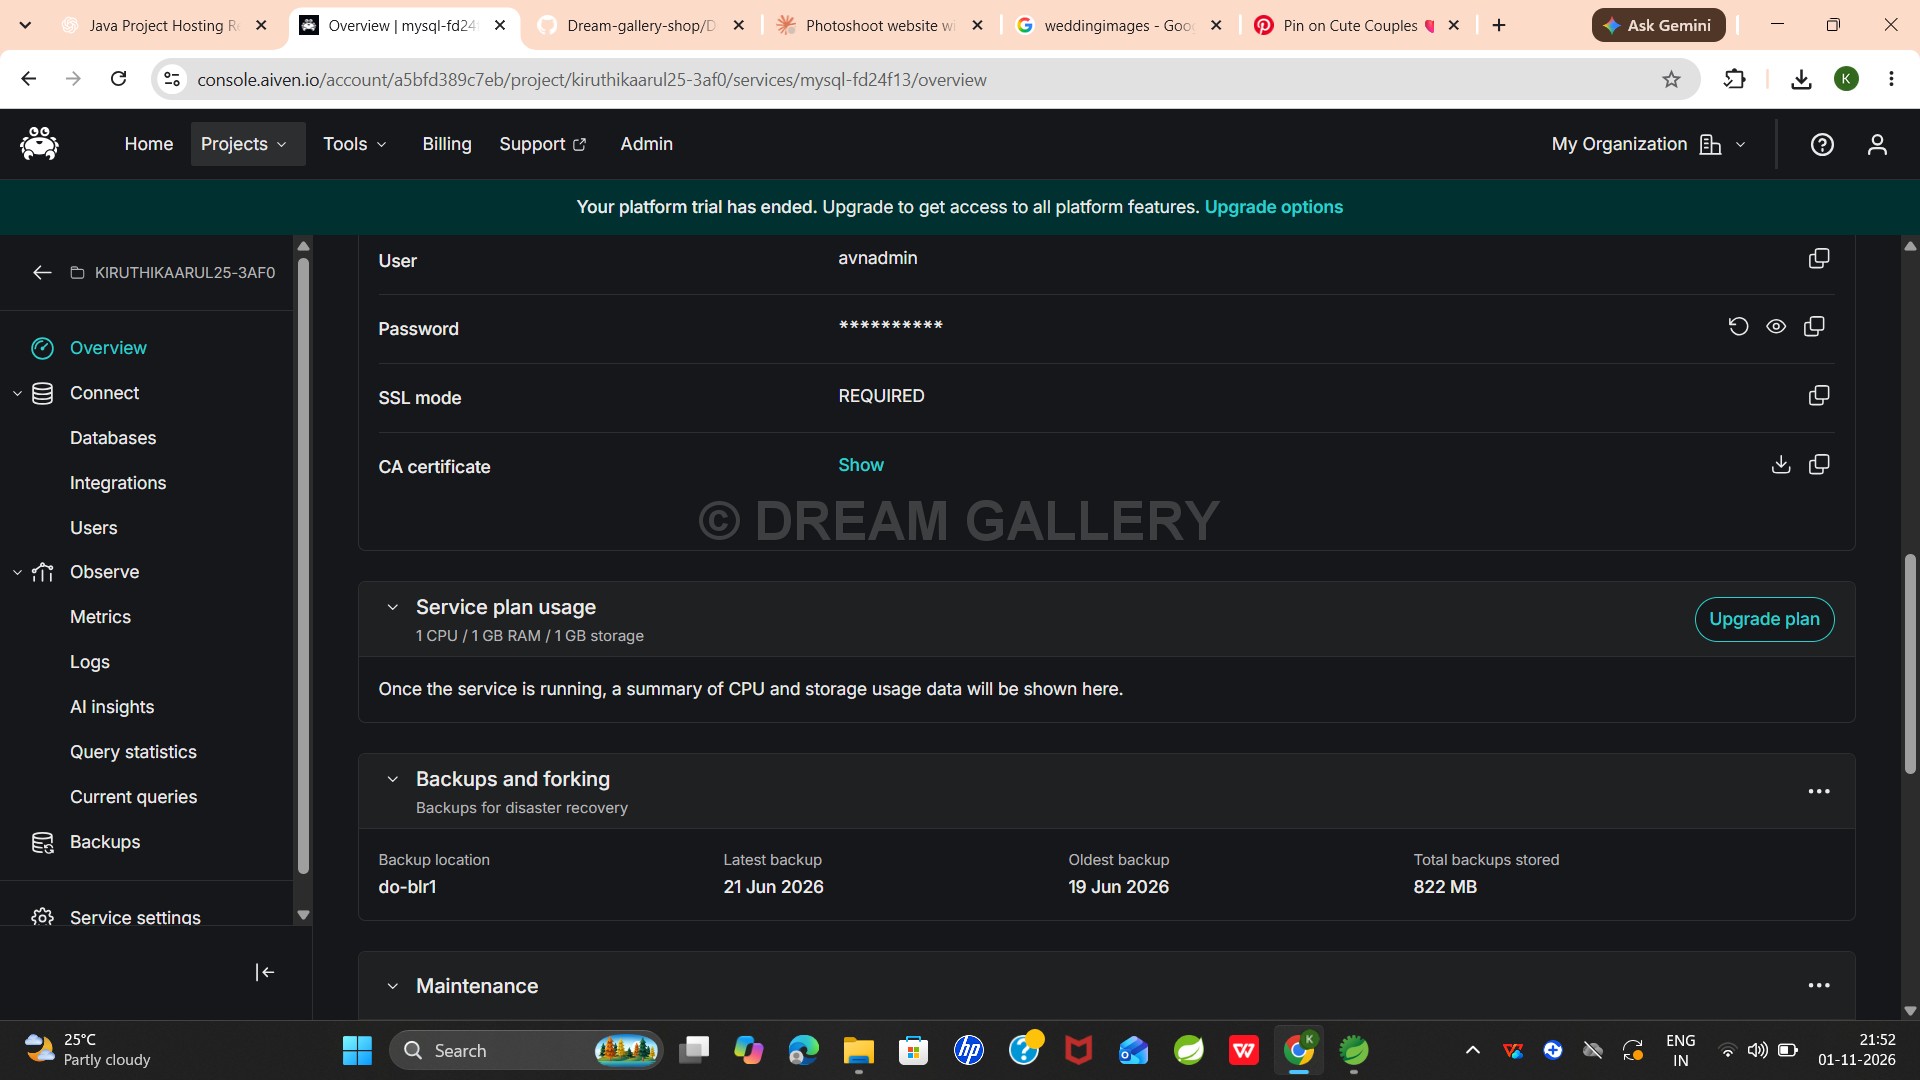 Java Project Hosting R
Overview | mysql-fd24
Dream-gallery-shop/D
Photoshoot website wi
weddingimages - Goo
Pin on Cute Couples
Ask Gemini
console.aiven.io/account/a5bfd389c7eb/project/kiruthikaarul25-3af0/services/mysql-fd24f13/overview
K
Home
Projects
Tools
Billing
Support
Admin
My Organization
Your platform trial has ended. Upgrade to get access to all platform features. Upgrade options
KIRUTHIKAARUL25-3AF0
Overview
Connect
Databases
Integrations
Users
Observe
Metrics
Logs
AI insights
Query statistics
Current queries
Backups
Service settings
User
avnadmin
Password
**********
SSL mode
REQUIRED
CA certificate
Show
© DREAM GALLERY
Service plan usage
1 CPU / 1 GB RAM / 1 GB storage
Upgrade plan
Once the service is running, a summary of CPU and storage usage data will be shown here.
Backups and forking
Backups for disaster recovery
Backup location
Latest backup
Oldest backup
Total backups stored
do-blr1
21 Jun 2026
19 Jun 2026
822 MB
Maintenance
25°C
Partly cloudy
Search
hp
W
K
ENG
IN
21:52
01-11-2026